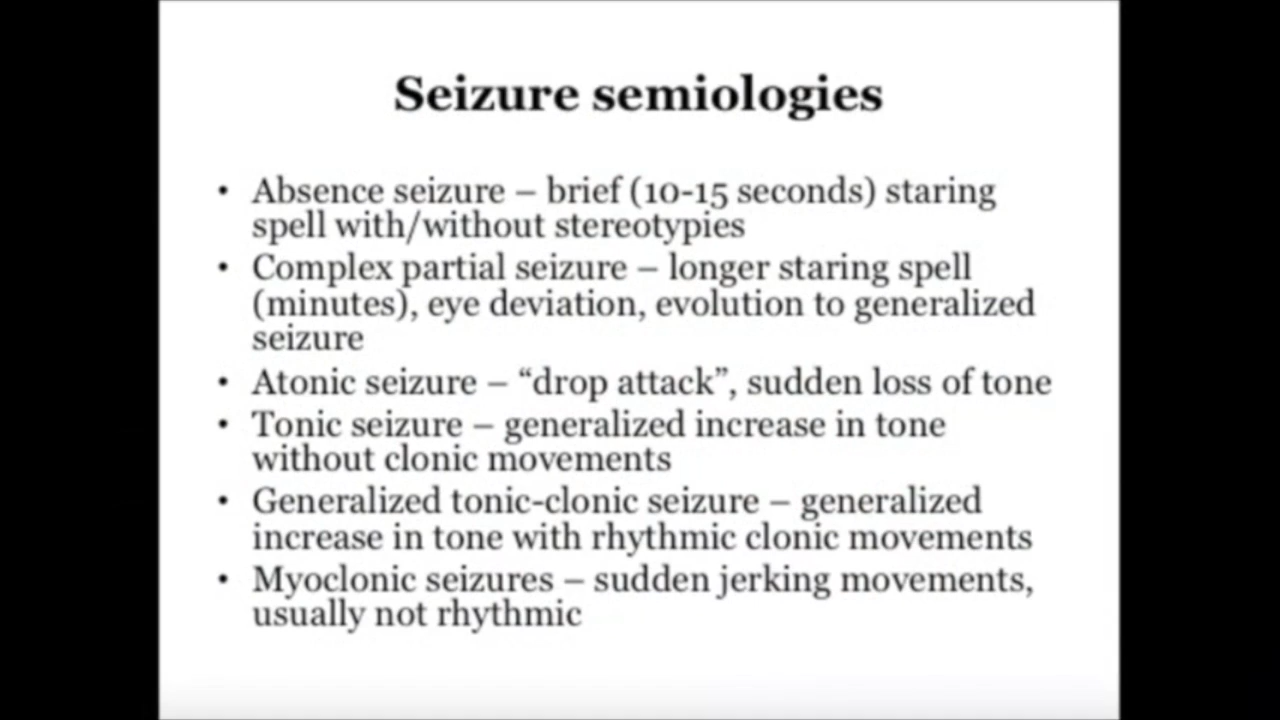 Seizure semiologies
• Absence seizure – brief (10-15 seconds) staring
spell with/without stereotypies
• Complex partial seizure – longer staring spell
(minutes), eye deviation, evolution to generalized
seizure
• Atonic seizure – “drop attack”, sudden loss of tone
• Tonic seizure – generalized increase in tone
without clonic movements
• Generalized tonic-clonic seizure – generalized
increase in tone with rhythmic clonic movements
• Myoclonic seizures – sudden jerking movements,
usually not rhythmic